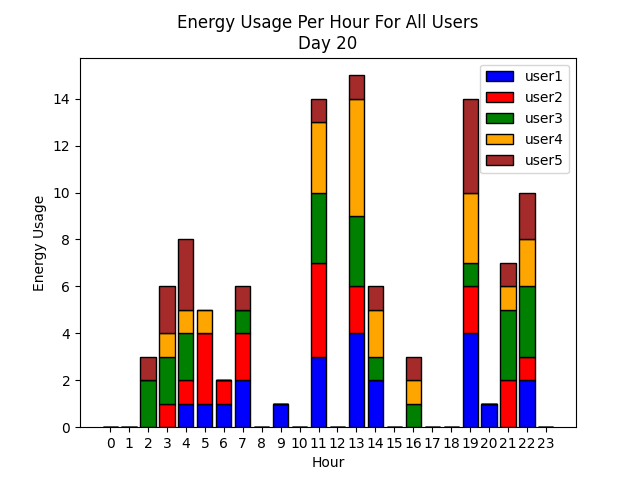 Energy Usage Per Hour For All Users
Day 20
user1
user2
user3
user4
user5
14
12
10
8
6
4
2
0
Energy Usage
0 1 2 3 4 5 6 7 8 9 10 11 12 13 14 15 16 17 18 19 20 21 22 23
Hour